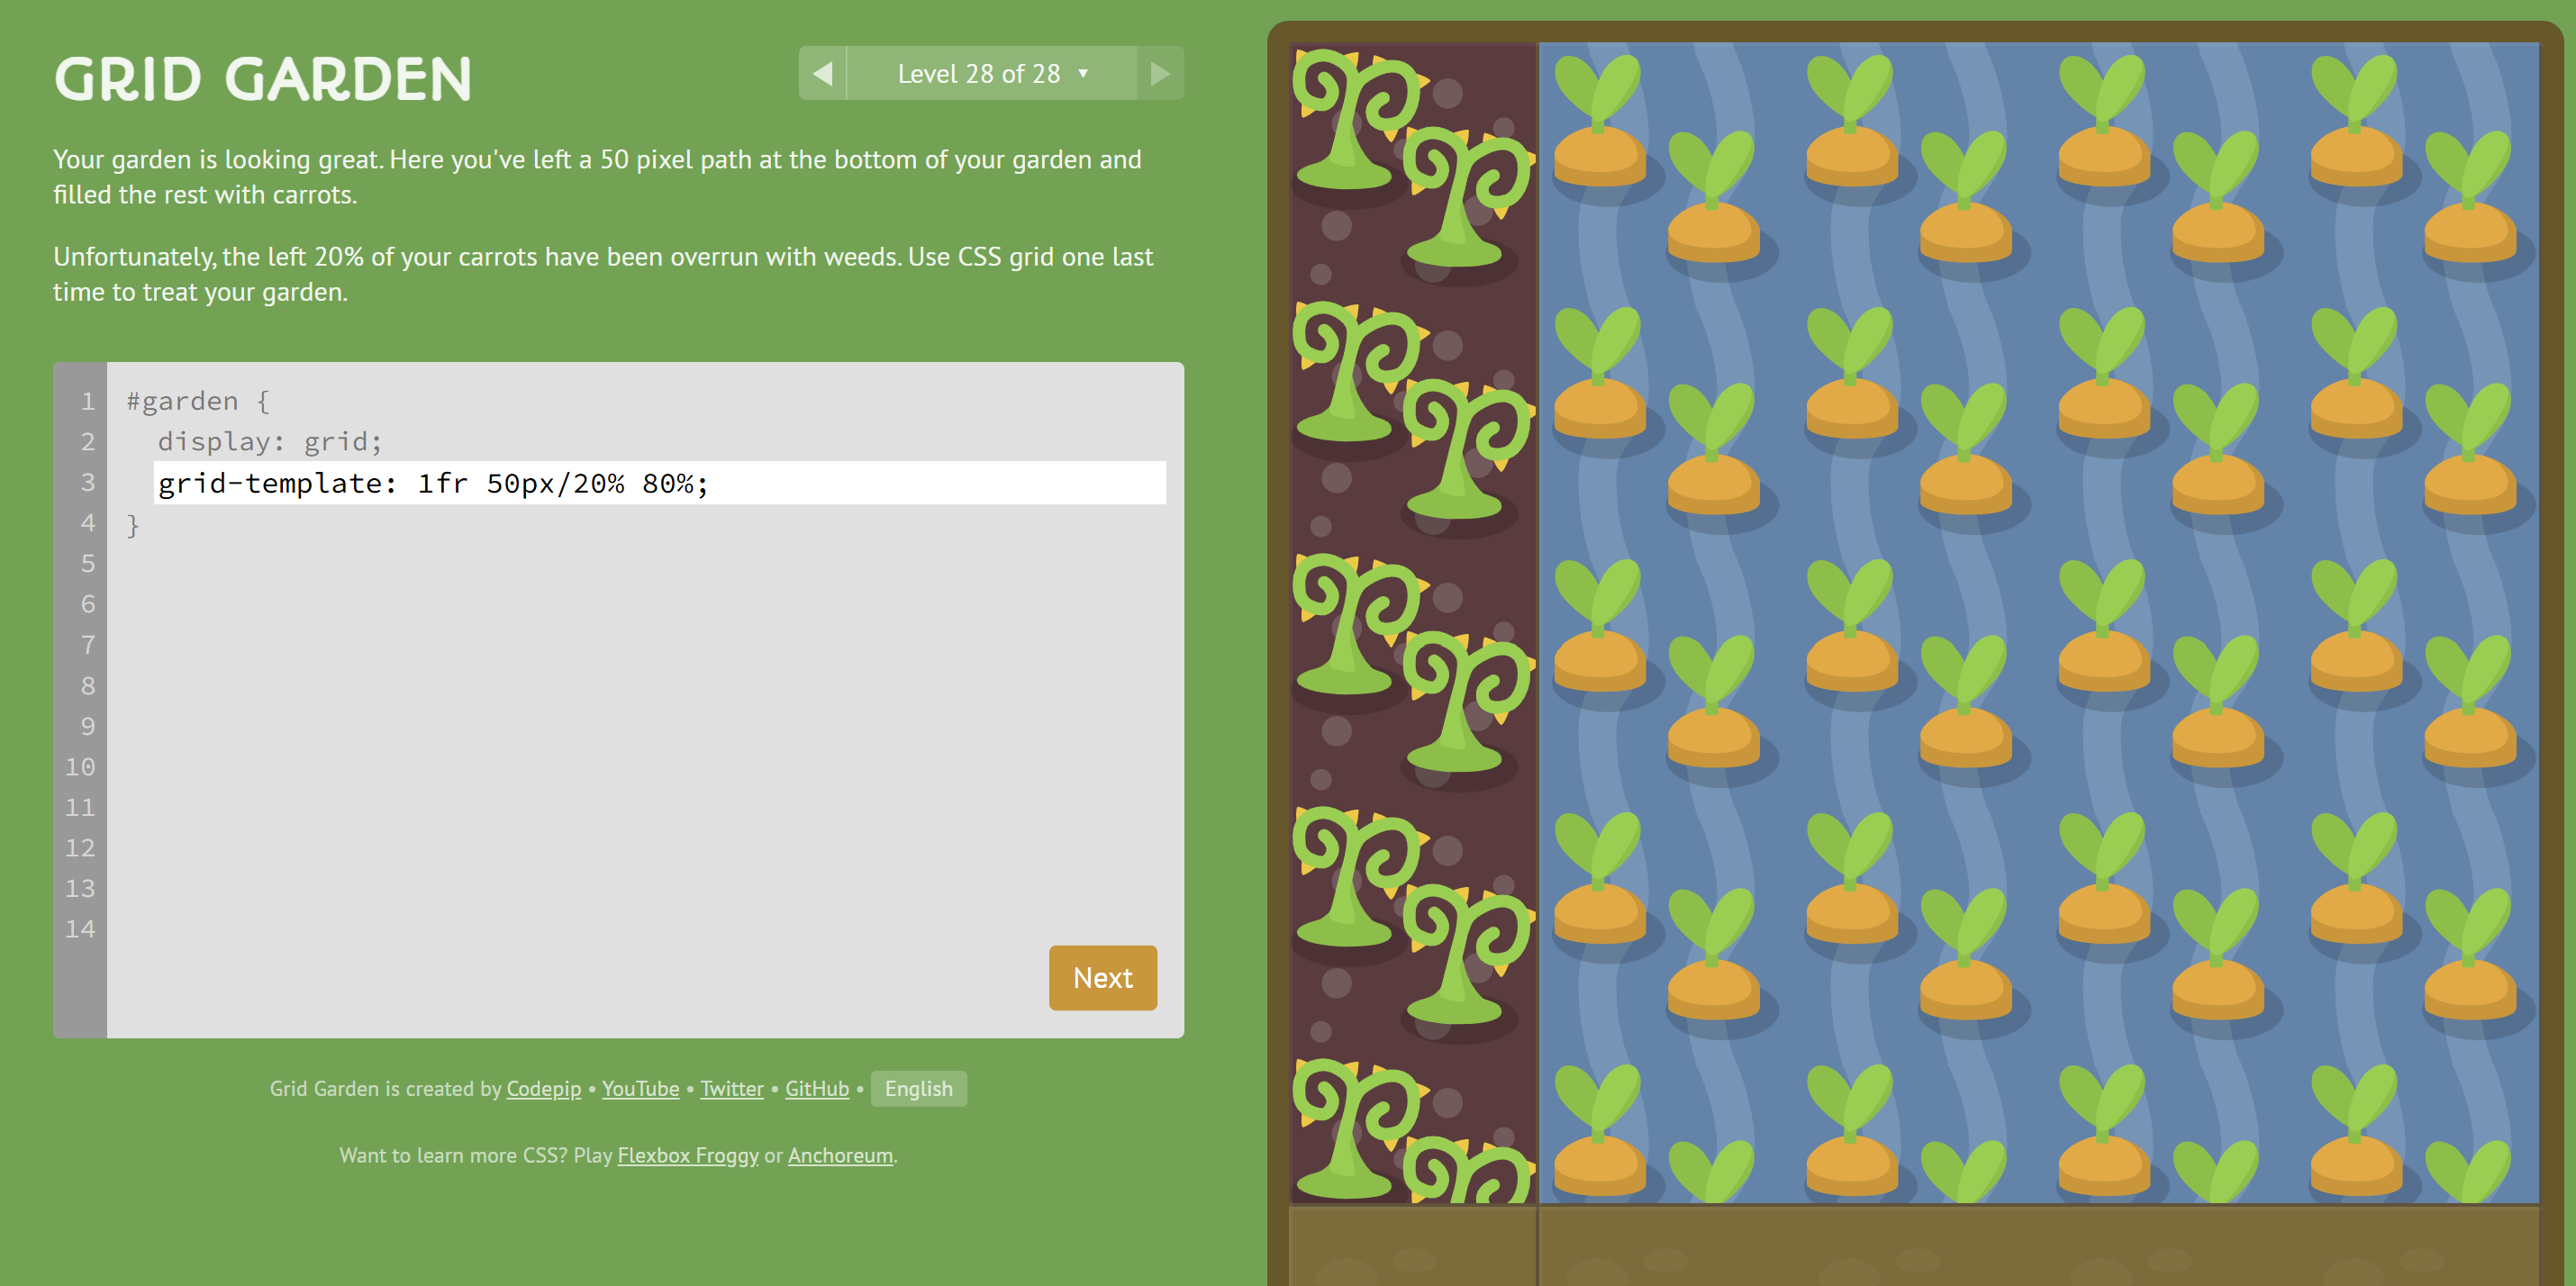 GRID GARDEN
◀ Level 28 of 28 ▼ ▶
Your garden is looking great. Here you've left a 50 pixel path at the bottom of your garden and
filled the rest with carrots.
Unfortunately, the left 20% of your carrots have been overrun with weeds. Use CSS grid one last
time to treat your garden.
1 #garden {
2 display: grid;
3 grid-template: 1fr 50px/20% 80%;
4 }
5
6
7
8
9
10
11
12
13
14
Next
Grid Garden is created by Codepip • YouTube • Twitter • GitHub • English
Want to learn more CSS? Play Flexbox Froggy or Anchoreum.